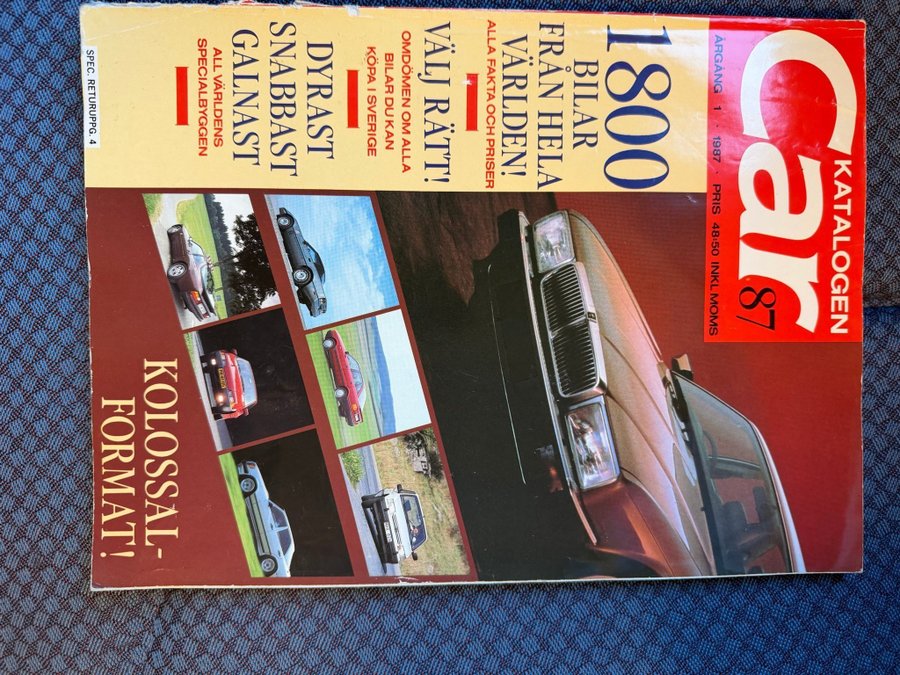 Car
KATALOGEN
87
ÅRGÅNG 1 · 1987 · PRIS 48:50 INKL MOMS
1800
BILAR
FRÅN HELA
VÄRLDEN!
ALLA FAKTA OCH PRISER
VÄLJ RÄTT!
OMDÖMEN OM ALLA
BILAR DU KAN
KÖPA I SVERIGE
DYRAST
SNABBAST
GALNAST
ALL VÄRLDENS
SPECIALBYGGEN
SPEC. RETURUPPG. 4
KOLOSSAL-
FORMAT!